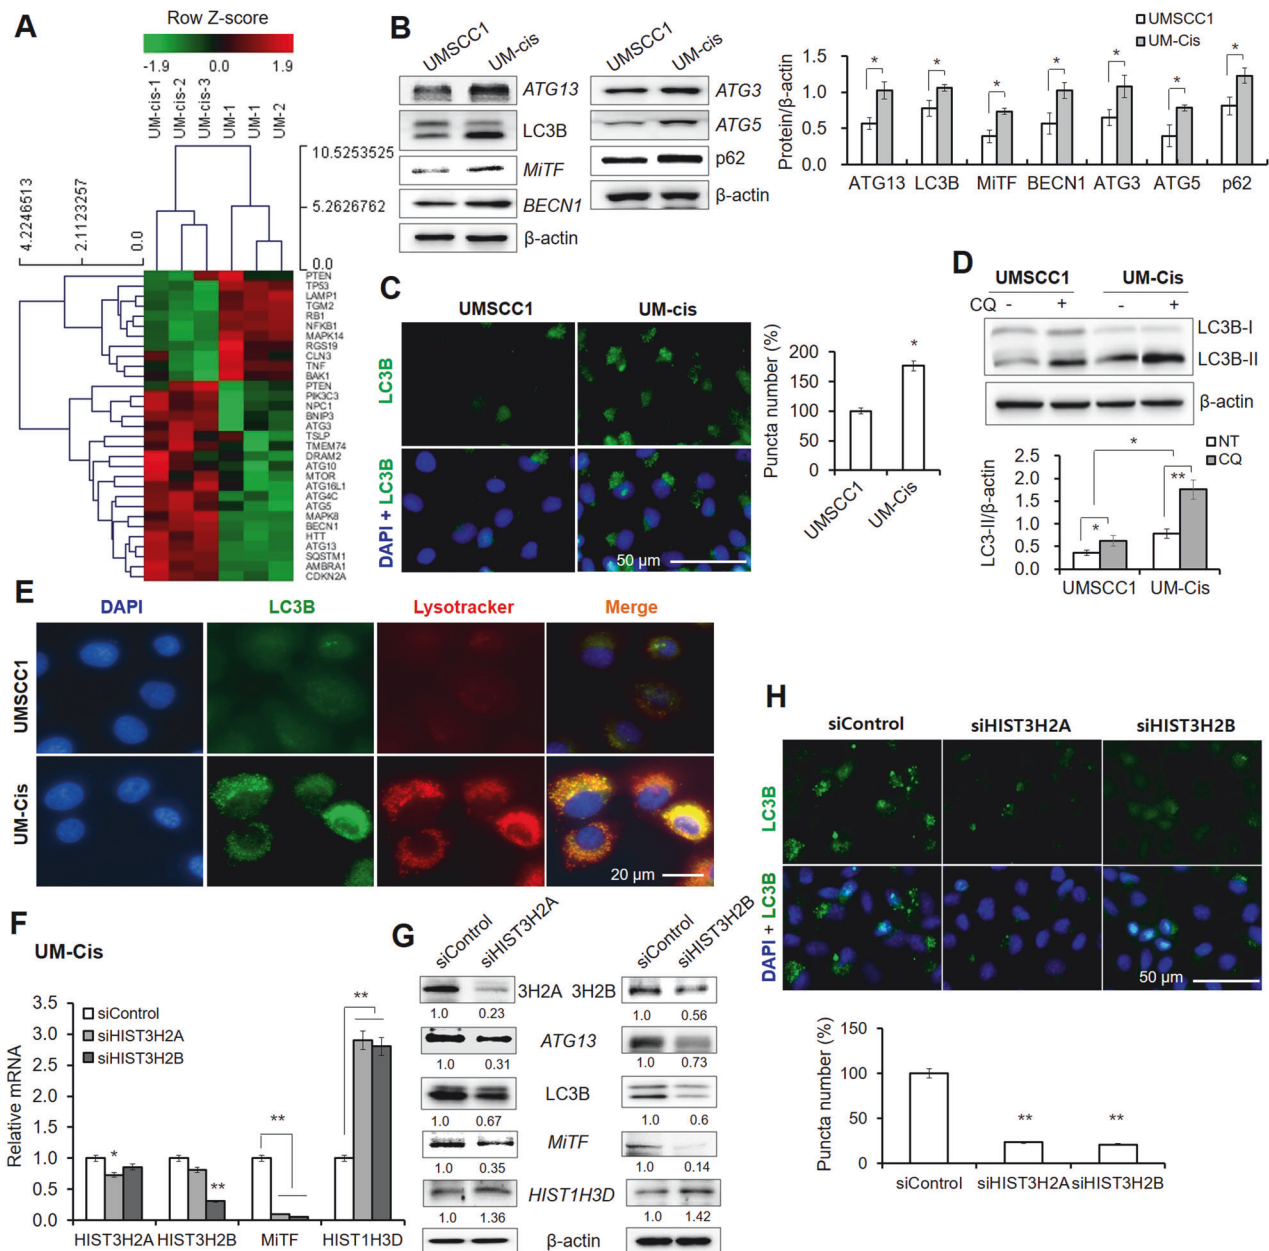 A
Row Z-score
-1.9 0.0 1.9
UM-cis-1
UM-cis-2
UM-cis-3
UM-1
UM-1
UM-2
10.5253525
5.2626762
0.0
4.2246513
2.1123257
0.0
PTEN
TP53
LAMP1
TGM2
RB1
NFKB1
MAPK14
RGS19
CLN3
TNF
BAK1
PTEN
PIK3C3
NPC1
BNIP3
ATG3
TSLP
TMEM74
DRAM2
ATG10
MTOR
ATG16L1
ATG4C
ATG5
MAPK8
BECN1
HTT
ATG13
SQSTM1
AMBRA1
CDKN2A
B
UMSCC1 UM-cis
ATG13
LC3B
MiTF
BECN1
β-actin
UMSCC1 UM-cis
ATG3
ATG5
p62
β-actin
UMSCC1
UM-Cis
Protein/β-actin
1.5
1.0
0.5
0.0
* * * * * * *
ATG13 LC3B MiTF BECN1 ATG3 ATG5 p62
C
UMSCC1 UM-cis
LC3B
DAPI + LC3B
50 μm
Puncta number (%)
200
150
100
50
0
*
UMSCC1
UM-Cis
D
UMSCC1 UM-Cis
CQ - + - +
LC3B-I
LC3B-II
β-actin
NT
CQ
LC3-II/β-actin
2.5
2.0
1.5
1.0
0.5
0.0
*
*
**
UMSCC1 UM-Cis
E
DAPI LC3B Lysotracker Merge
UMSCC1
UM-Cis
20 μm
F
UM-Cis
siControl
siHIST3H2A
siHIST3H2B
Relative mRNA
3.5
3.0
2.5
2.0
1.5
1.0
0.5
0.0
* ** ** **
HIST3H2A HIST3H2B MiTF HIST1H3D
G
siControl siHIST3H2A
siControl siHIST3H2B
3H2A 3H2B
1.0 0.23 1.0 0.56
ATG13
1.0 0.31 1.0 0.73
LC3B
1.0 0.67 1.0 0.6
MiTF
1.0 0.35 1.0 0.14
HIST1H3D
1.0 1.36 1.0 1.42
β-actin
H
siControl siHIST3H2A siHIST3H2B
LC3B
DAPI + LC3B
50 μm
Puncta number (%)
150
100
50
0
** **
siControl siHIST3H2A siHIST3H2B